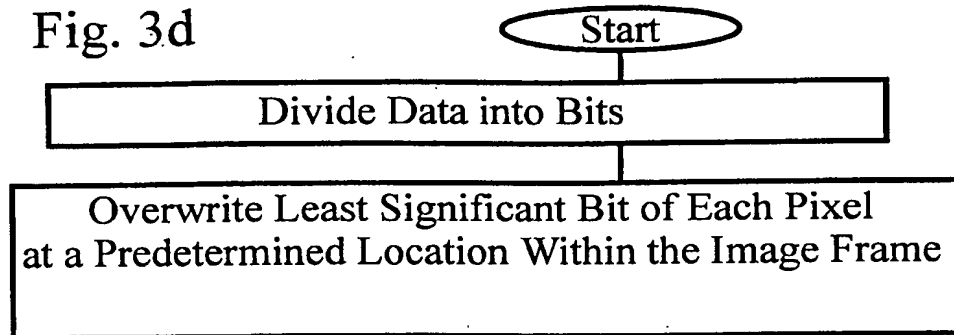 Fig. 3d
Start
Divide Data into Bits
Overwrite Least Significant Bit of Each Pixel
at a Predetermined Location Within the Image Frame